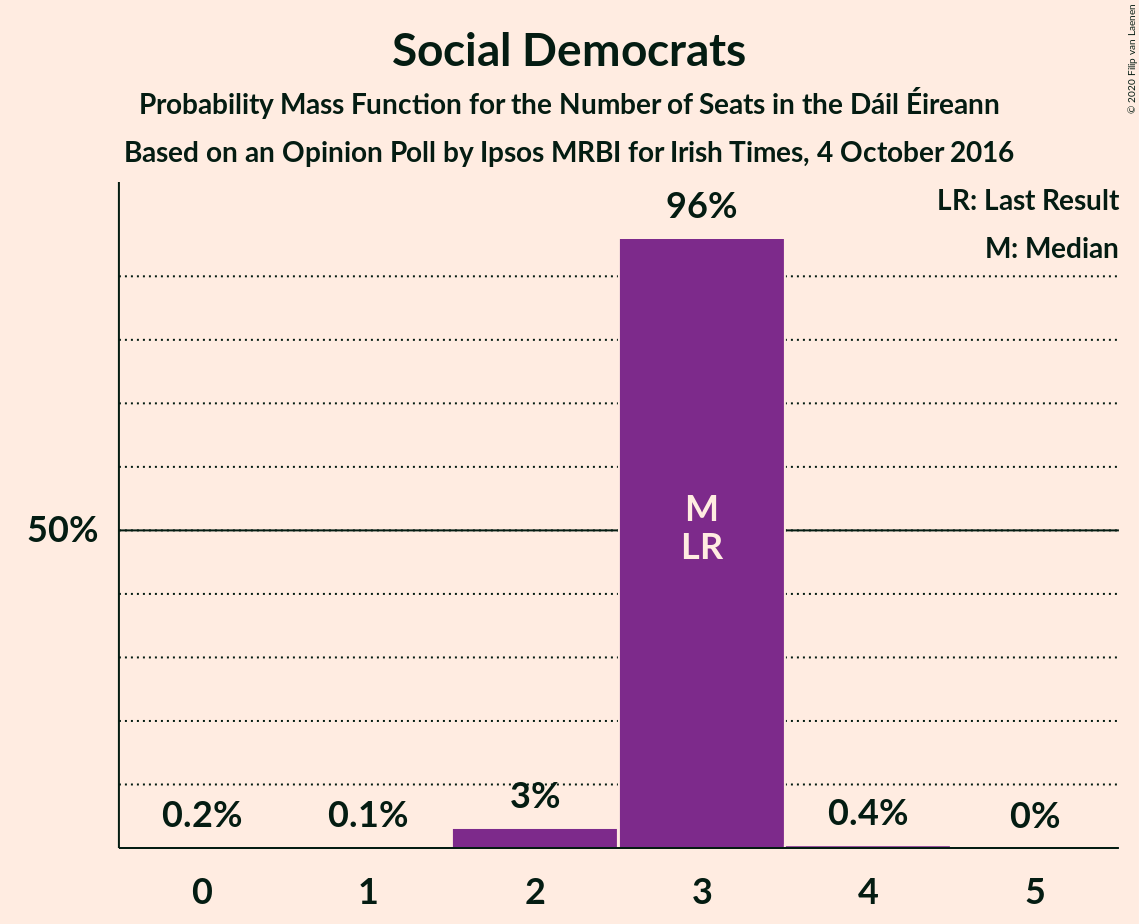 Social Democrats
Probability Mass Function for the Number of Seats in the Dáil Éireann
Based on an Opinion Poll by Ipsos MRBI for Irish Times, 4 October 2016
© 2020 Filip van Laenen
LR: Last Result
M: Median
96%
50%
M
LR
0.2%
0.1%
3%
0.4%
0%
0
1
2
3
4
5